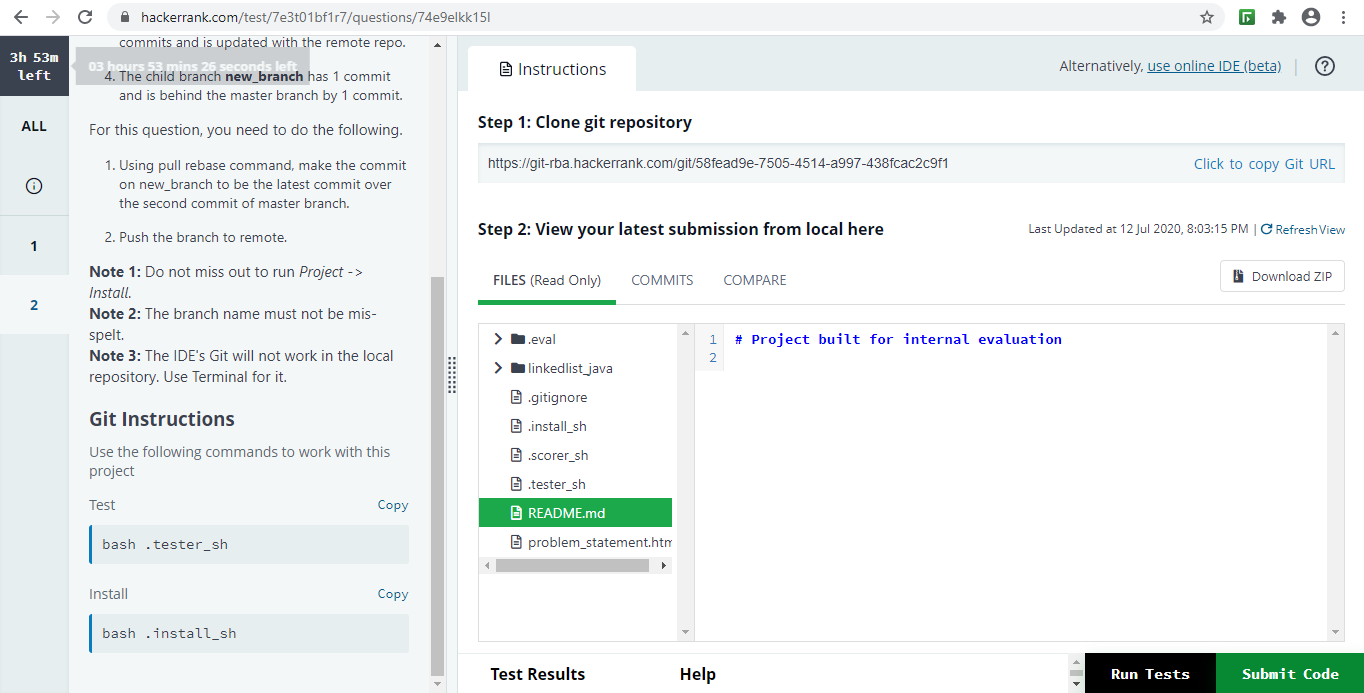 hackerrank.com/test/7e3t01bf1r7/questions/74e9elkk15l
3h 53m
left
ALL
1
2
commits and is updated with the remote repo.
03 hours 53 mins 26 seconds left
4. The child branch new_branch has 1 commit
and is behind the master branch by 1 commit.
For this question, you need to do the following.
1. Using pull rebase command, make the commit
on new_branch to be the latest commit over
the second commit of master branch.
2. Push the branch to remote.
Note 1: Do not miss out to run Project ->
Install.
Note 2: The branch name must not be mis-
spelt.
Note 3: The IDE's Git will not work in the local
repository. Use Terminal for it.
Git Instructions
Use the following commands to work with this
project
Test Copy
bash .tester_sh
Install Copy
bash .install_sh
Instructions
Alternatively, use online IDE (beta) | ?
Step 1: Clone git repository
https://git-rba.hackerrank.com/git/58fead9e-7505-4514-a997-438fcac2c9f1 Click to copy Git URL
Step 2: View your latest submission from local here
Last Updated at 12 Jul 2020, 8:03:15 PM | Refresh View
FILES (Read Only) COMMITS COMPARE
Download ZIP
.eval
linkedlist_java
.gitignore
.install_sh
.scorer_sh
.tester_sh
README.md
problem_statement.htm
1 # Project built for internal evaluation
2
Test Results Help
Run Tests Submit Code